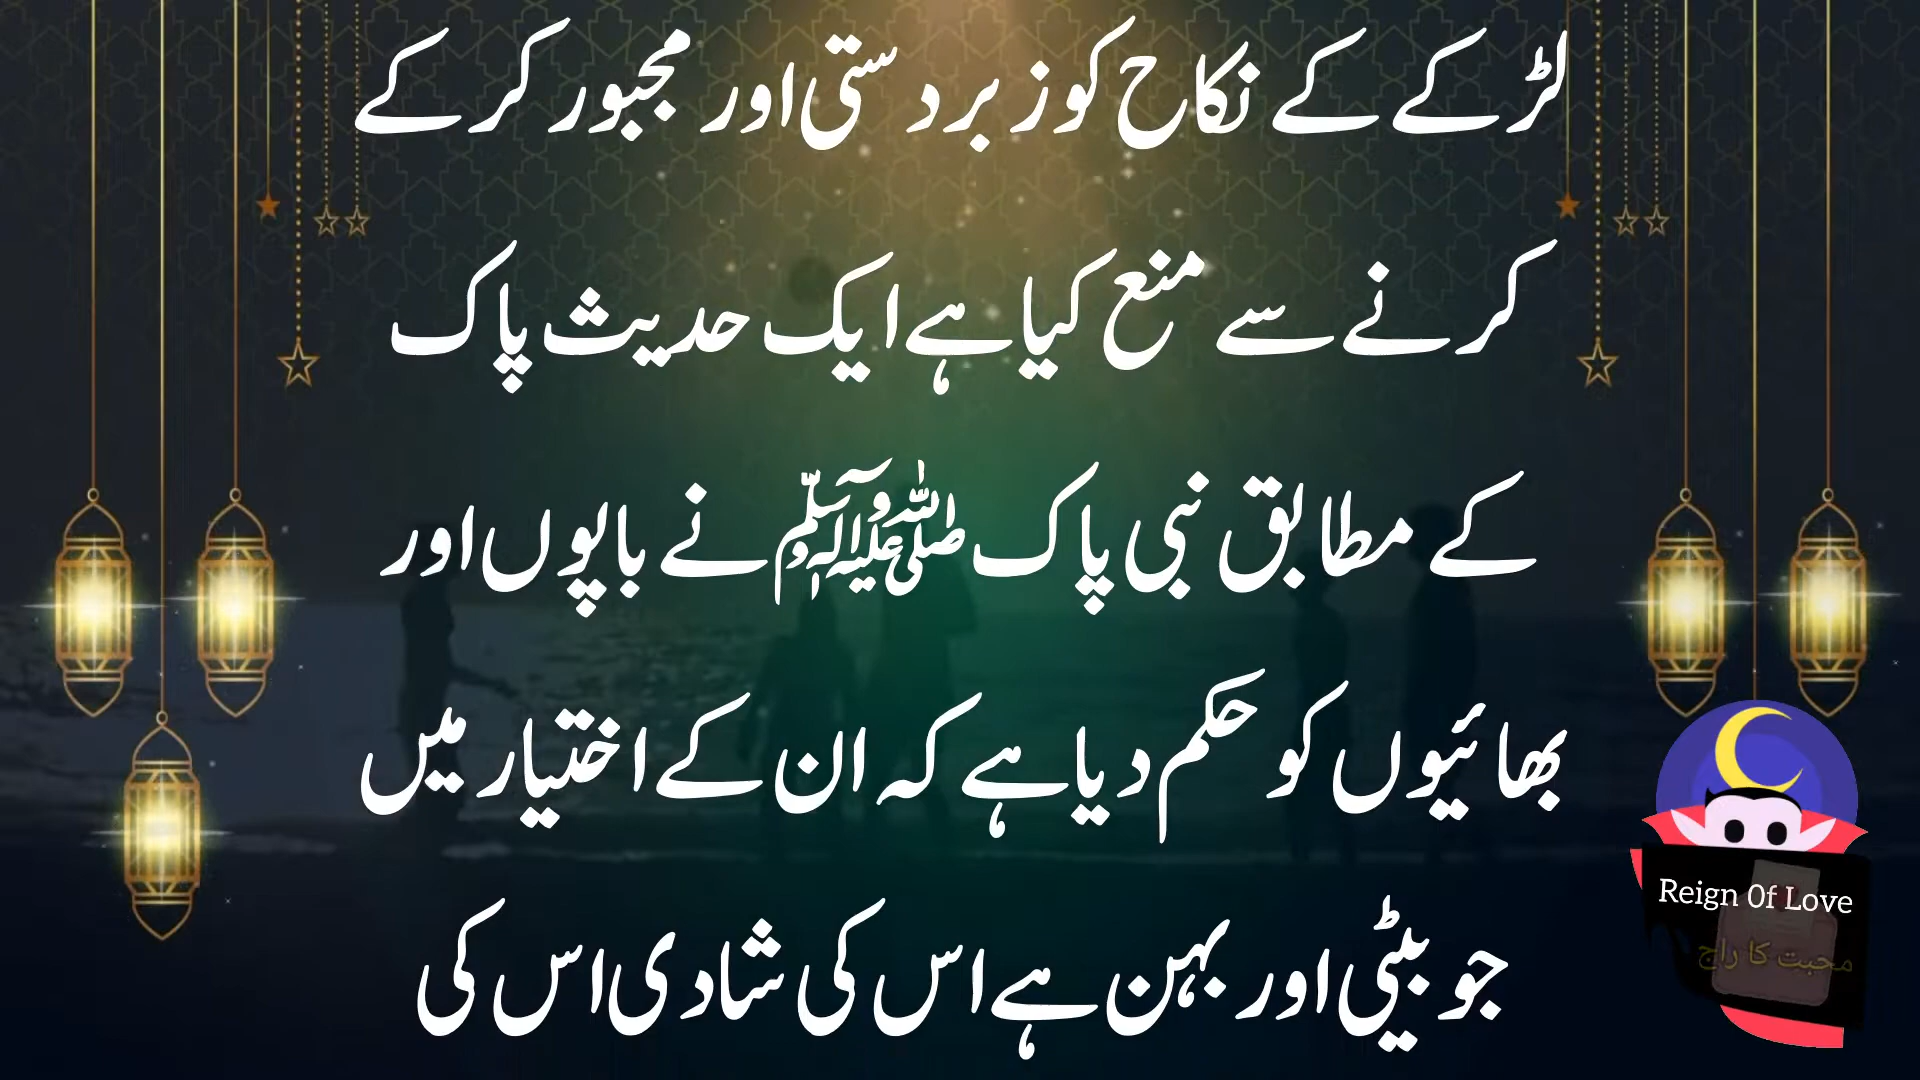 لڑکے کے نکاح کو زبردستی اور مجبور کر کے
کرنے سے منع کیا ہے ایک حدیث پاک
کے مطابق نبی پاک ﷺ نے باپوں اور
بھائیوں کو حکم دیا ہے کہ ان کے اختیار میں
جو بیٹی اور بہن ہے اس کی شادی اس کی
Reign Of Love
محبت کا راج